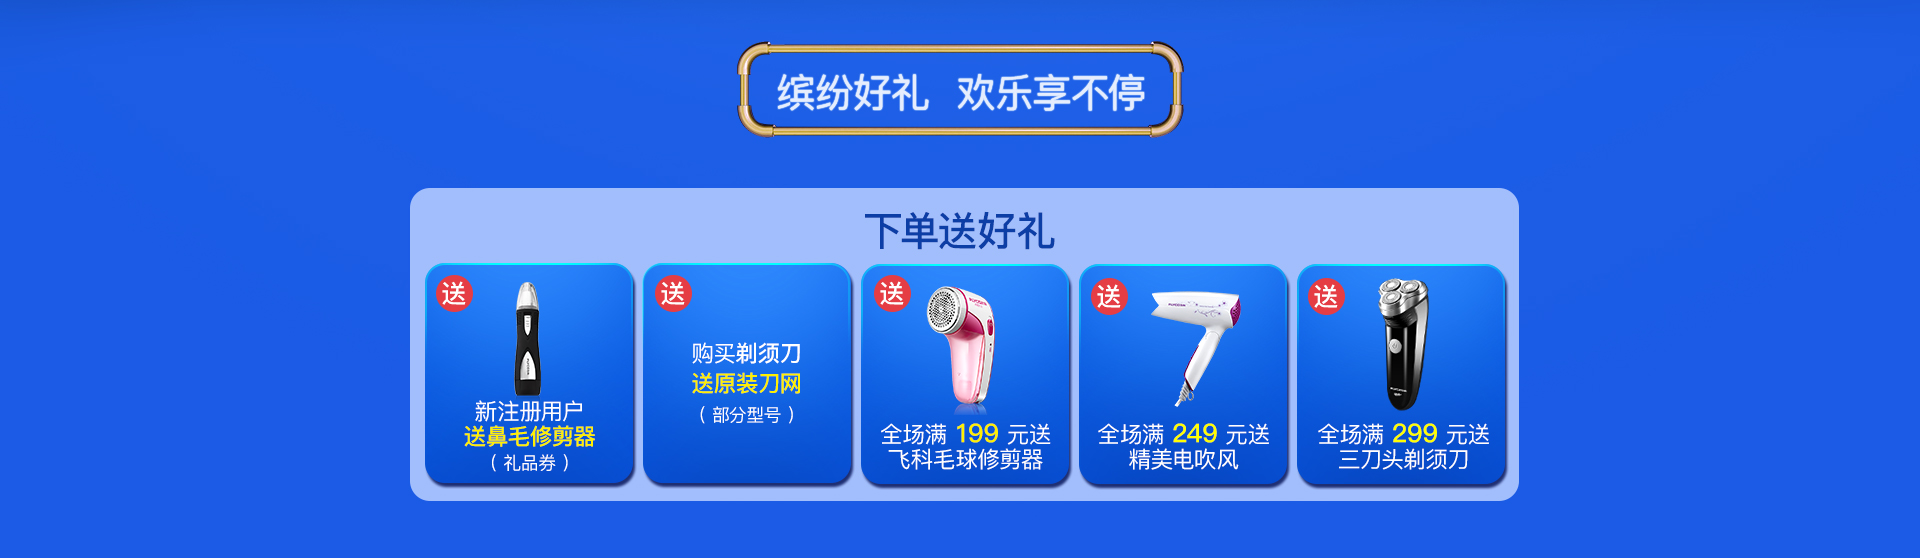 缤纷好礼 欢乐享不停
下单送好礼
送
新注册用户
送鼻毛修剪器
（礼品券）
送
购买剃须刀
送原装刀网
（部分型号）
送
全场满 199 元送
飞科毛球修剪器
送
全场满 249 元送
精美电吹风
送
全场满 299 元送
三刀头剃须刀